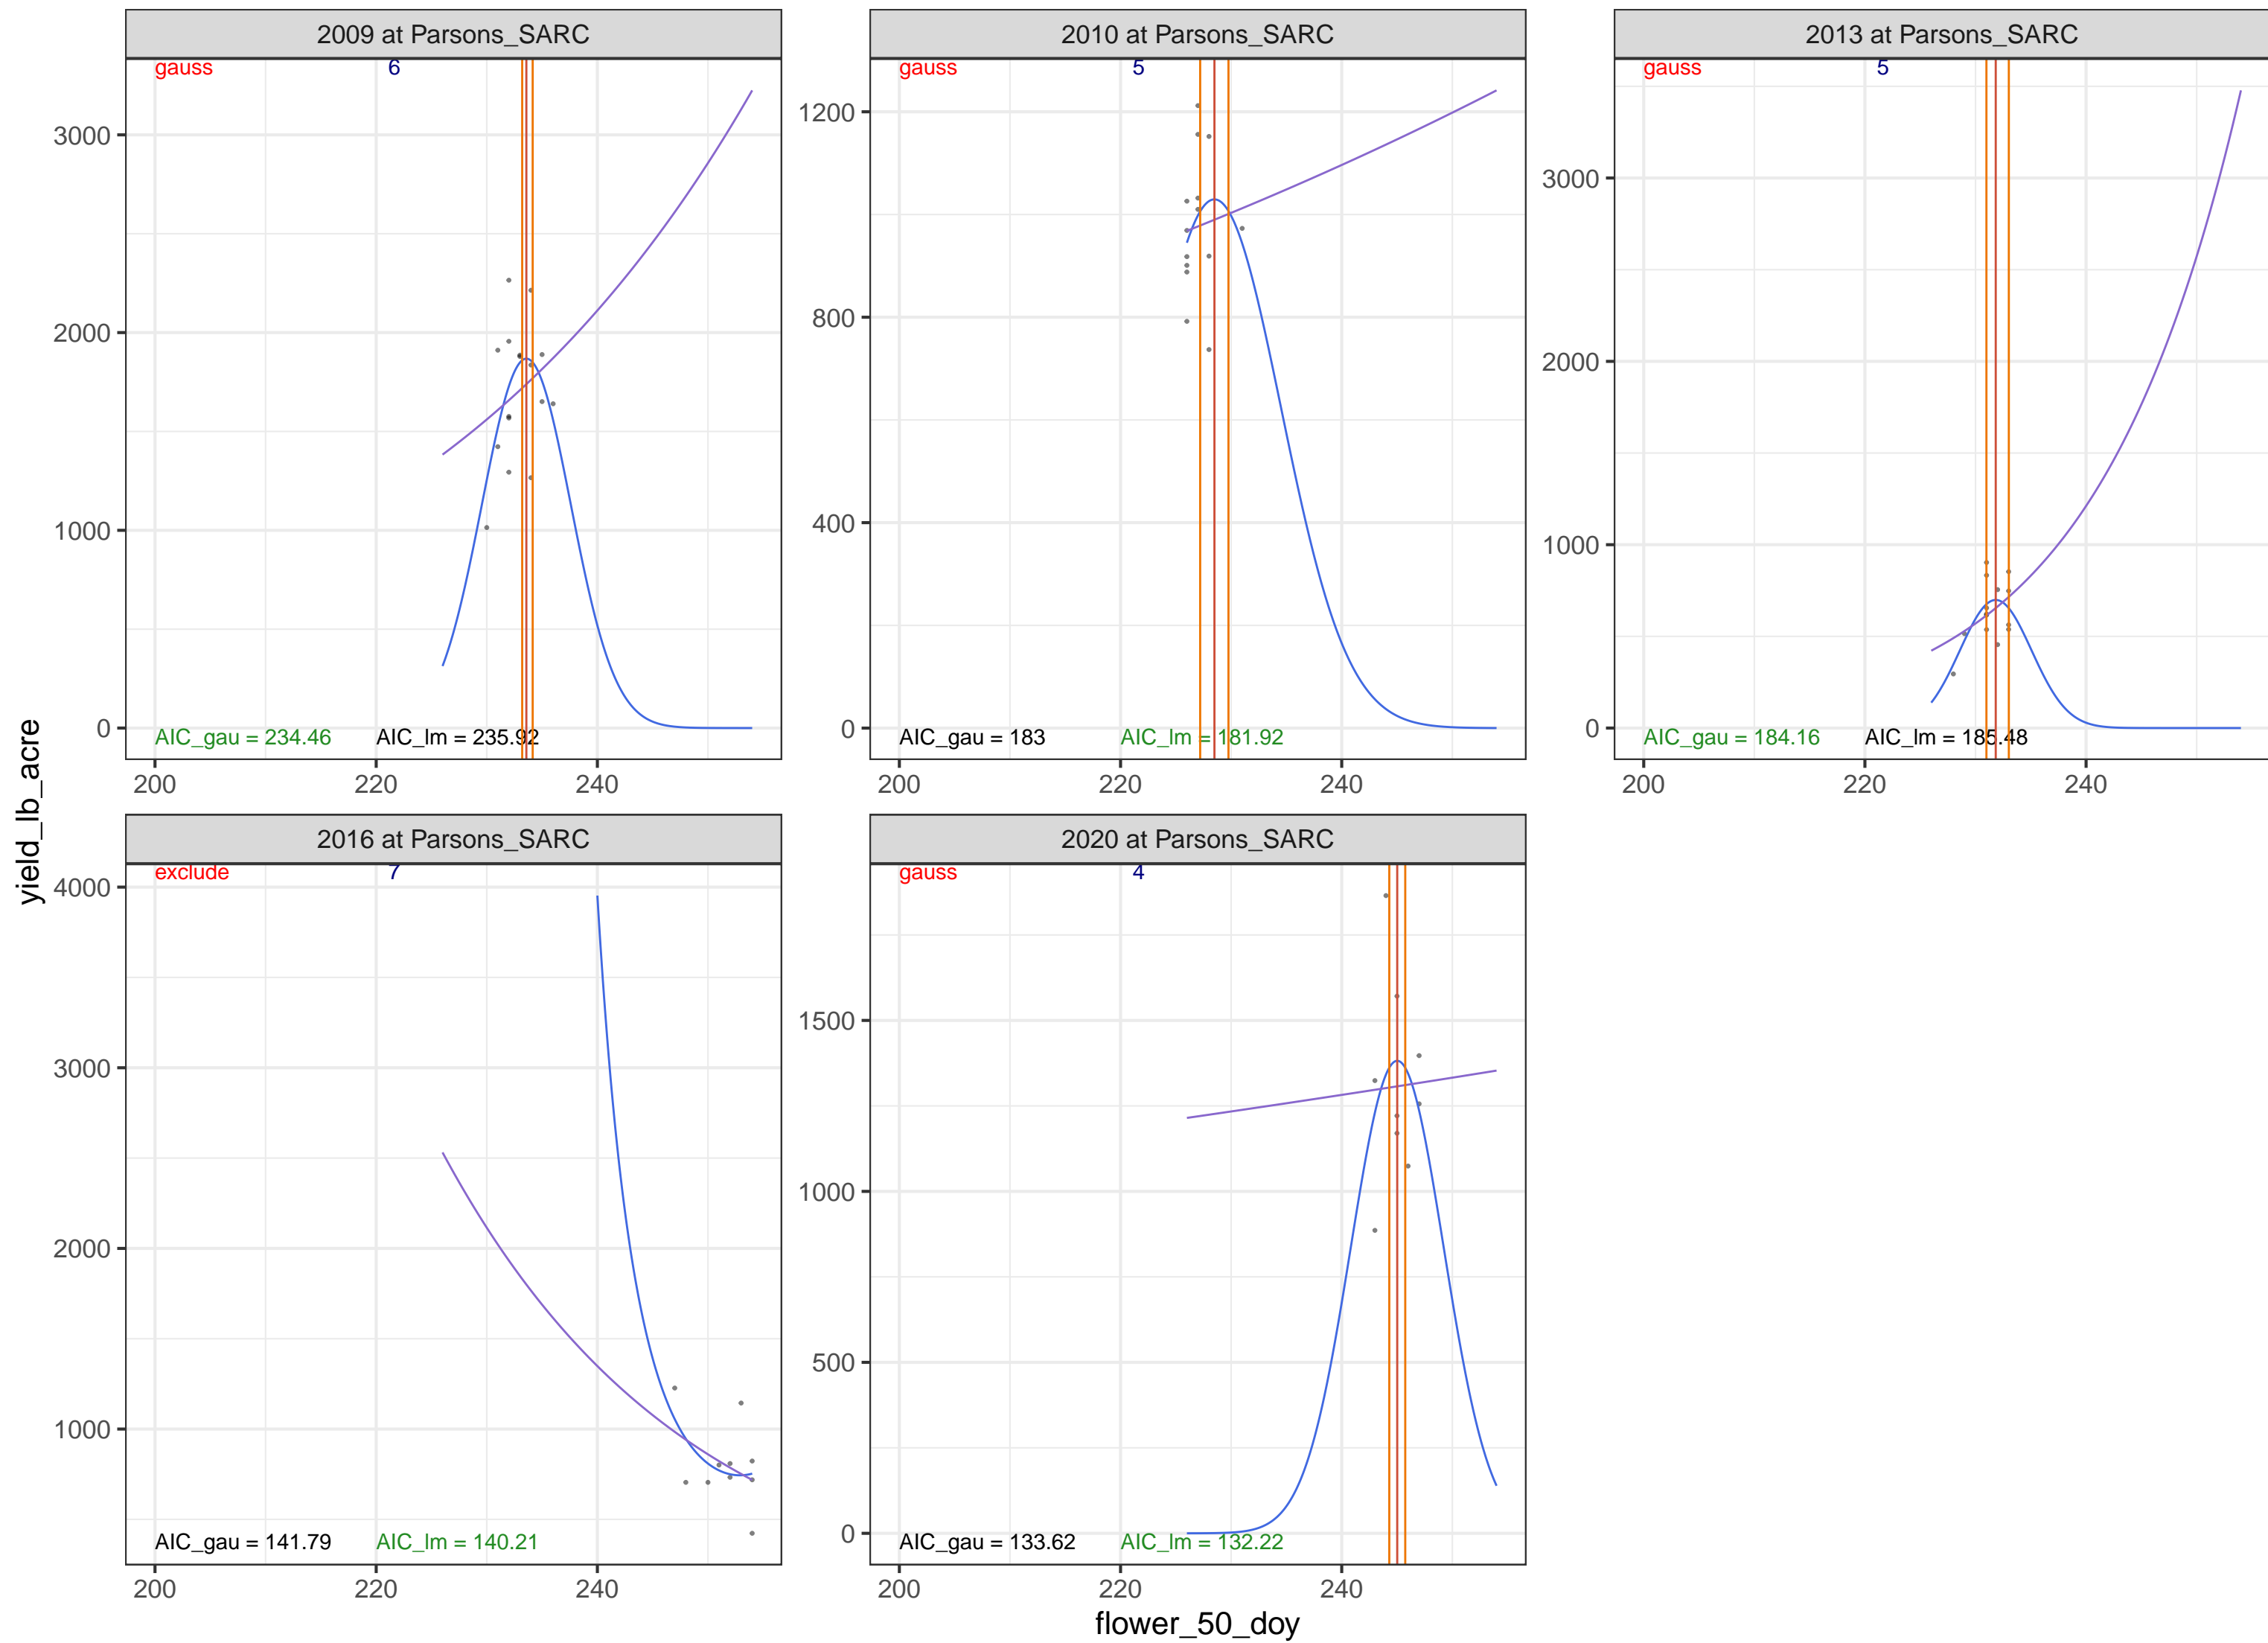 2009 at Parsons_SARC
gauss 6
3000
2000
1000
0
AIC_gau = 234.46 AIC_lm = 235.92
200 220 240
2010 at Parsons_SARC
gauss 5
1200
800
400
0
AIC_gau = 183 AIC_lm = 181.92
200 220 240
2013 at Parsons_SARC
gauss 5
3000
2000
1000
0
AIC_gau = 184.16 AIC_lm = 185.48
200 220 240
yield_lb_acre
2016 at Parsons_SARC
exclude 7
4000
3000
2000
1000
AIC_gau = 141.79 AIC_lm = 140.21
200 220 240
2020 at Parsons_SARC
gauss 4
1500
1000
500
0
AIC_gau = 133.62 AIC_lm = 132.22
200 220 240
flower_50_doy